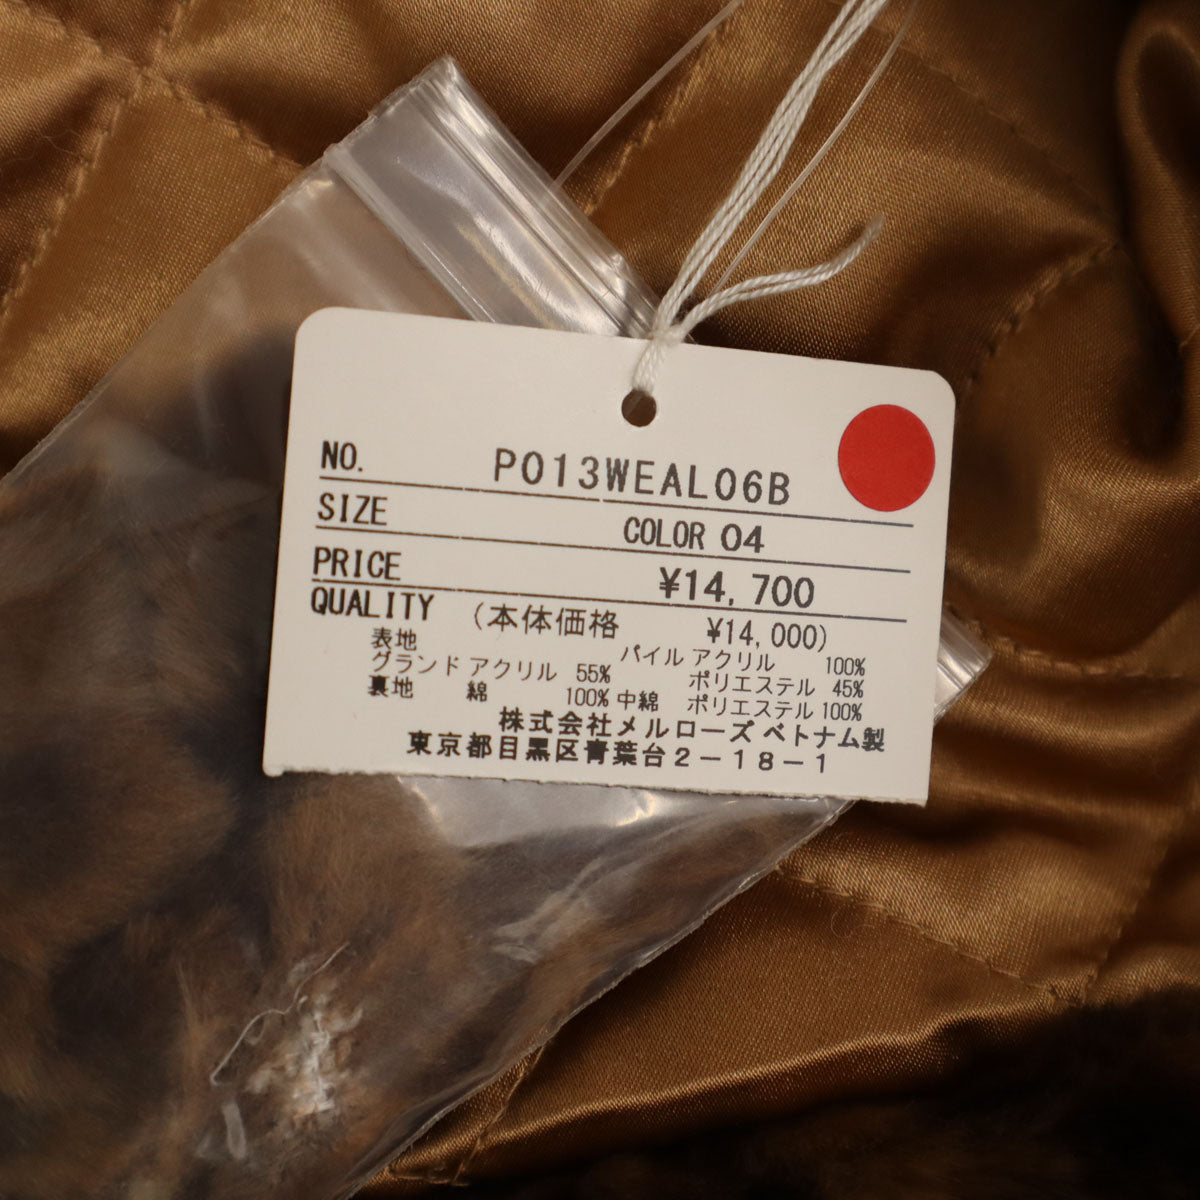 NO. P013WEAL06B
SIZE COLOR 04
PRICE ¥14,700
QUALITY (本体価格 ¥14,000)
表地 パイル アクリル 100%
グランド アクリル 55% ポリエステル 45%
裏地 綿 100% 中綿 ポリエステル 100%
株式会社メルローズ ベトナム製
東京都目黒区青葉台2-18-1